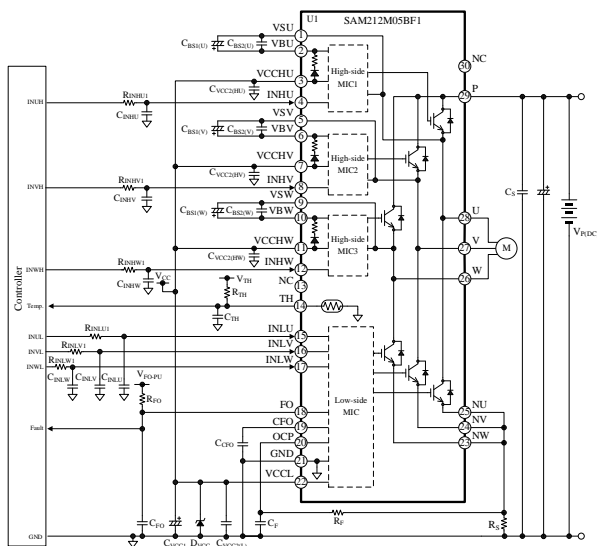 U1 SAM212M05BF1
VSU 1
CBS1(U) CBS2(U) VBU 2
VCCHU 3
CVCC2(HU)
INUH RINHU1 INHU 4
CINHU
VSV 5
CBS1(V) CBS2(V) VBV 6
VCCHV 7
CVCC2(HV)
INVH RINHV1 INHV 8
CINHV
VSW 9
CBS1(W) CBS2(W) VBW 10
VCCHW 11
CVCC2(HW)
INWH RINHW1 INHW 12
CINHW
VCC
NC 13
VTH
RTH
Temp. TH 14
CTH
INUL RINLU1 INLU 15
INVL RINLV1 INLV 16
INWL RINLW1 INLW 17
CINLW CINLV CINLU
VFO-PU
RFO
FO 18
Fault
CFO 19
CCFO
OCP 20
GND 21
VCCL 22
Controller
High-side
MIC1
High-side
MIC2
High-side
MIC3
Low-side
MIC
30 NC
29 P
28 U
27 V
26 W
M
25 NU
24 NV
23 NW
CS
VP(DC
RF
RS
GND
CFO
CVCC1
DVCC
CVCC2(L)
CF